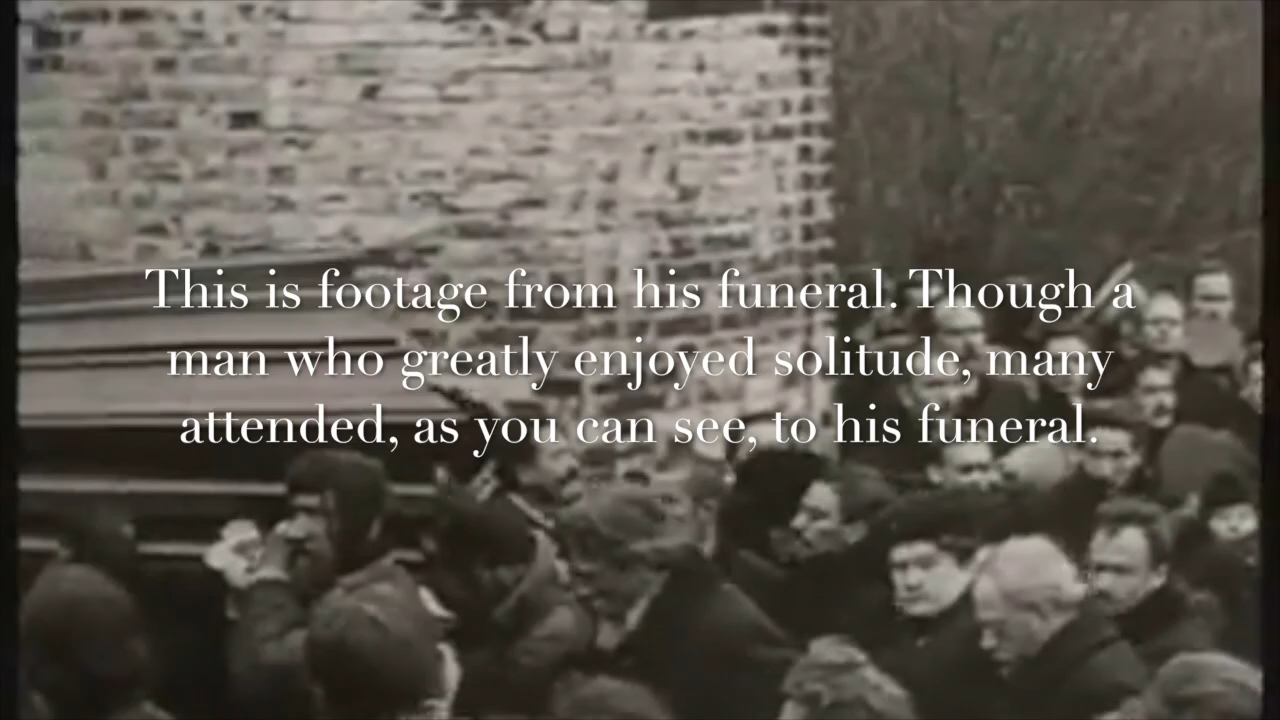 This is footage from his funeral. Though a
man who greatly enjoyed solitude, many
attended, as you can see, to his funeral.